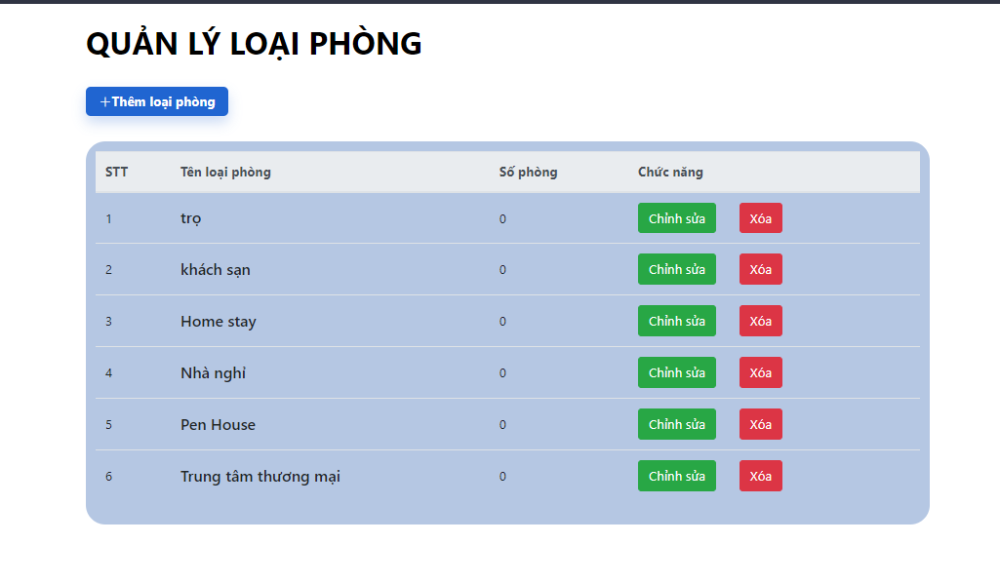 QUẢN LÝ LOẠI PHÒNG
+Thêm loại phòng
STT Tên loại phòng Số phòng Chức năng
1 trọ 0 Chỉnh sửa Xóa
2 khách sạn 0 Chỉnh sửa Xóa
3 Home stay 0 Chỉnh sửa Xóa
4 Nhà nghỉ 0 Chỉnh sửa Xóa
5 Pen House 0 Chỉnh sửa Xóa
6 Trung tâm thương mại 0 Chỉnh sửa Xóa